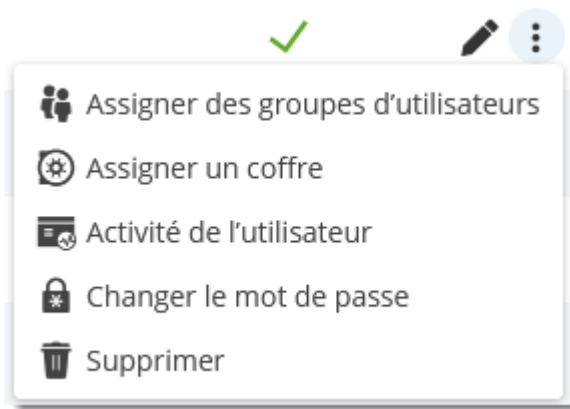 Assigner des groupes d’utilisateurs
Assigner un coffre
Activité de l’utilisateur
Changer le mot de passe
Supprimer